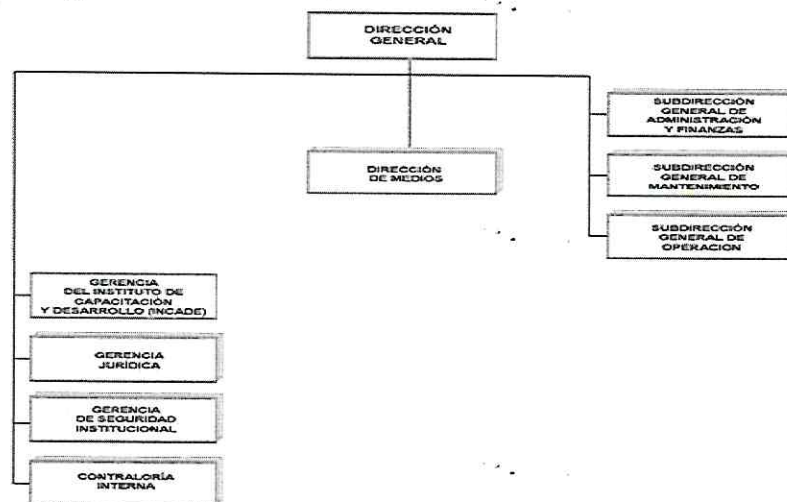 DIRECCIÓN
GENERAL
SUBDIRECCIÓN
GENERAL DE
ADMINISTRACIÓN
Y FINANZAS
DIRECCIÓN
DE MEDIOS
SUBDIRECCIÓN
GENERAL DE
MANTENIMIENTO
SUBDIRECCIÓN
GENERAL DE
OPERACIÓN
GERENCIA
DEL INSTITUTO DE
CAPACITACIÓN
Y DESARROLLO (INCADE)
GERENCIA
JURÍDICA
GERENCIA
DE SEGURIDAD
INSTITUCIONAL
CONTRALORÍA
INTERNA